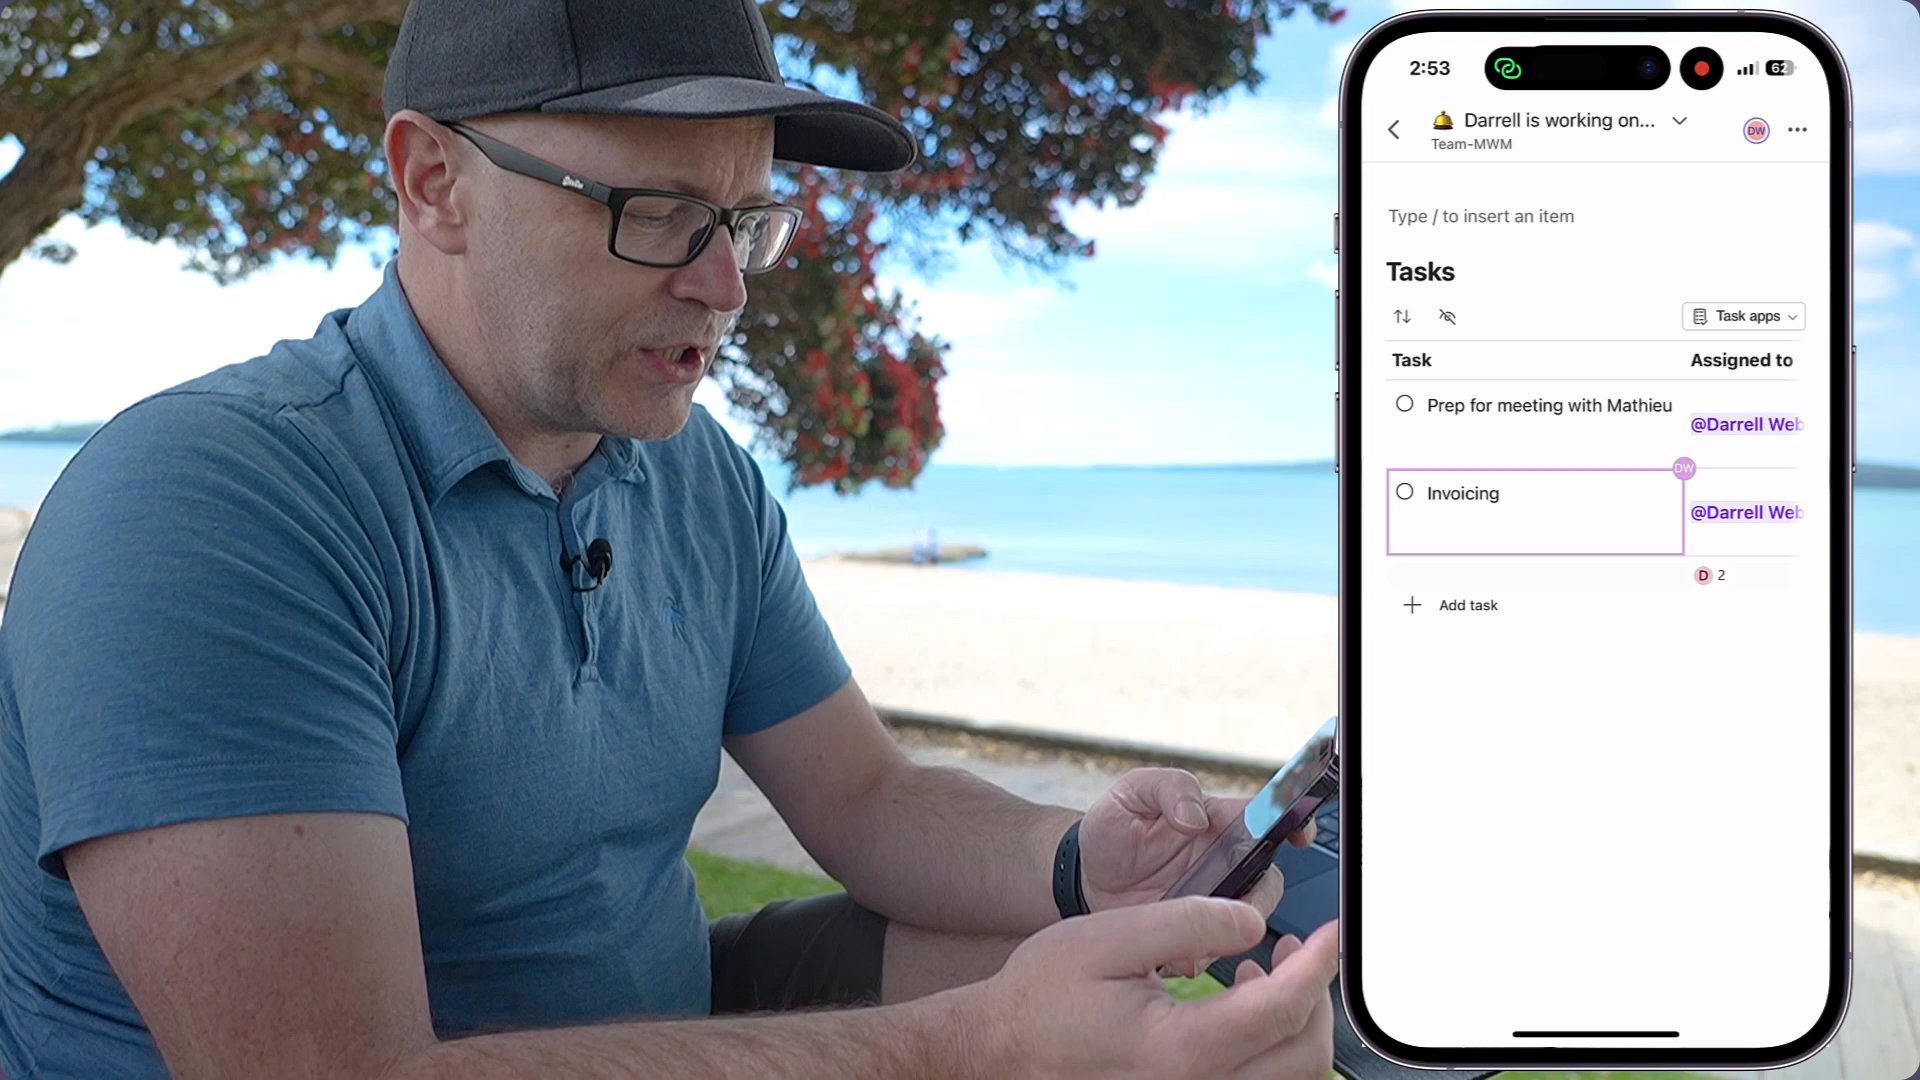 2:53
62
Darrell is working on...
Team-MWM
DW
Type / to insert an item
Tasks
Task apps
Task Assigned to
Prep for meeting with Mathieu
@Darrell Web
DW
Invoicing
@Darrell Web
D 2
Add task